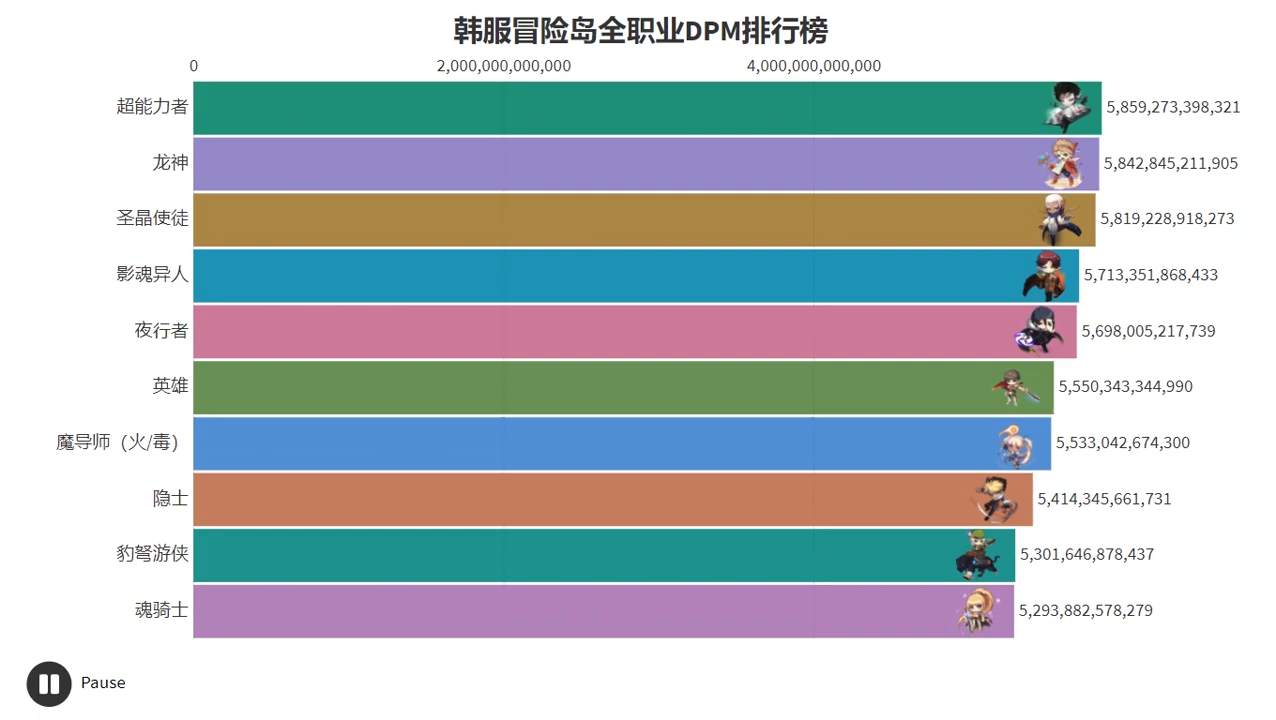 韩服冒险岛全职业DPM排行榜
0 2,000,000,000,000 4,000,000,000,000
超能力者 5,859,273,398,321
龙神 5,842,845,211,905
圣晶使徒 5,819,228,918,273
影魂异人 5,713,351,868,433
夜行者 5,698,005,217,739
英雄 5,550,343,344,990
魔导师（火/毒） 5,533,042,674,300
隐士 5,414,345,661,731
豹弩游侠 5,301,646,878,437
魂骑士 5,293,882,578,279
Pause